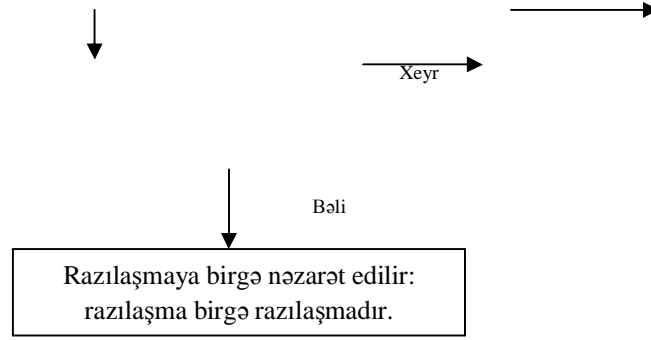 Xeyr
Bəli
Razılaşmaya birgə nəzarət edilir:
razılaşma birgə razılaşmadır.